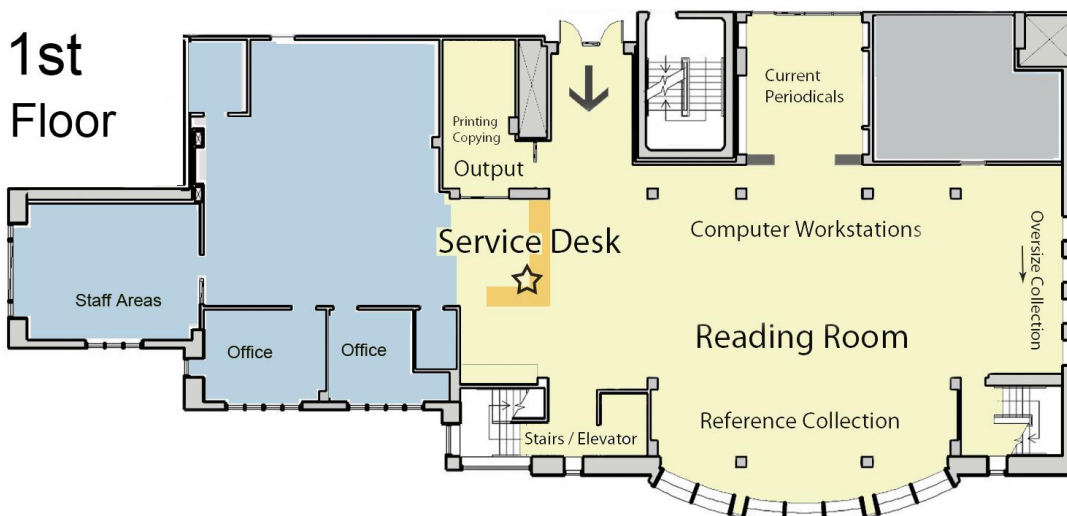 1st
Floor
Current
Periodicals
Printing
Copying
Output
Service Desk
Computer Workstations
Oversize Collection
Staff Areas
Reading Room
Office
Office
Reference Collection
Stairs / Elevator